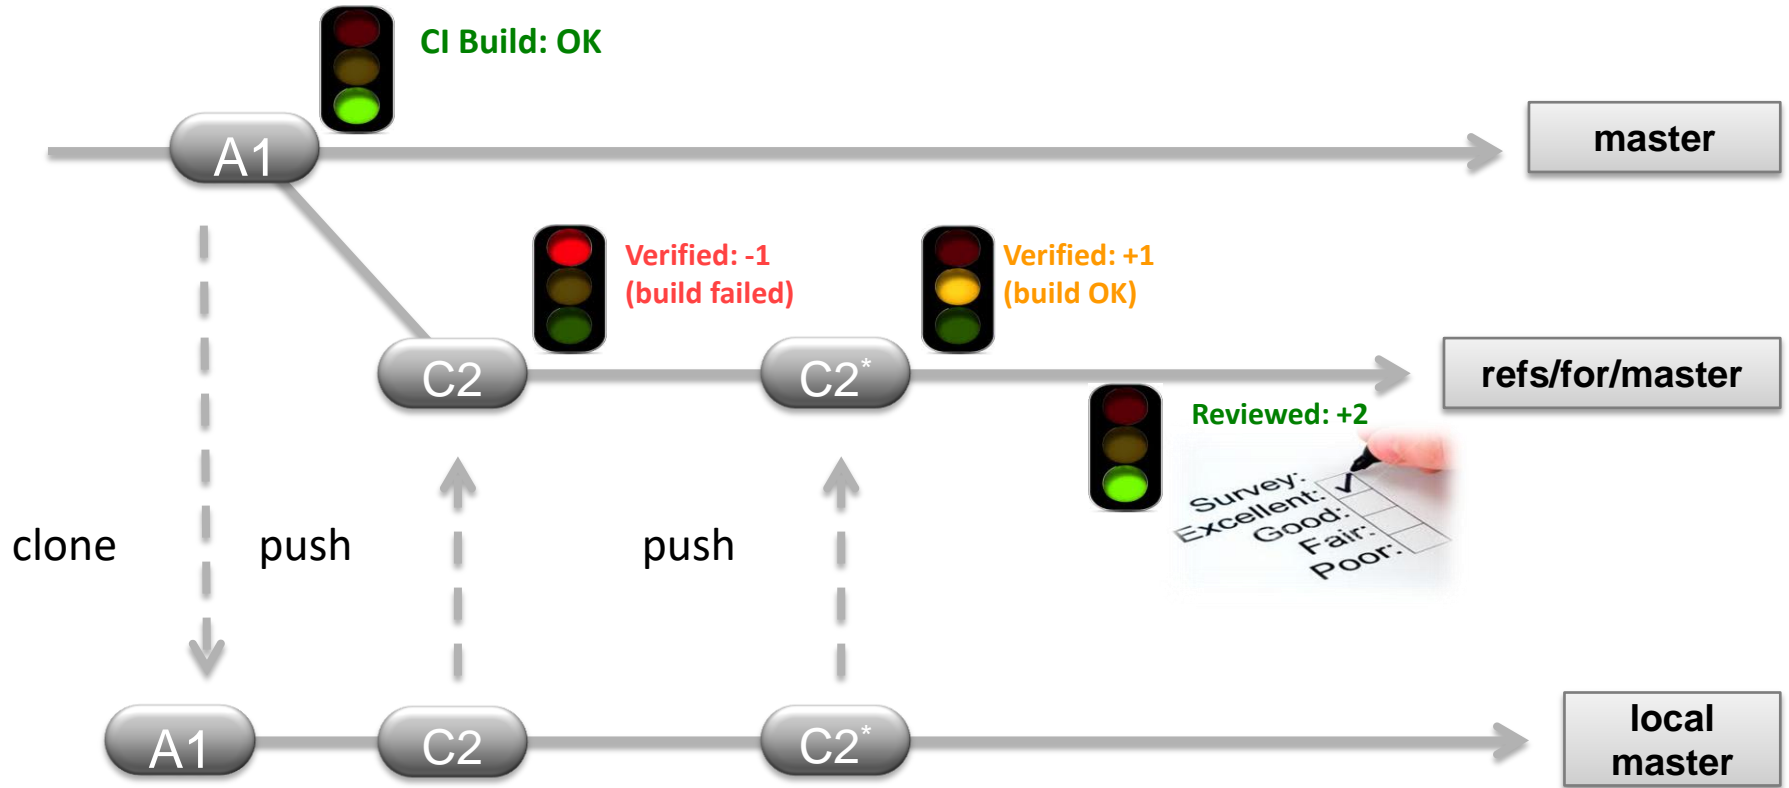 CI Build: OK
A1
master
Verified: -1
(build failed)
Verified: +1
(build OK)
C2
C2*
refs/for/master
Reviewed: +2
Survey:
Excellent:
Good:
Fair:
Poor:
clone
push
push
A1
C2
C2*
local
master